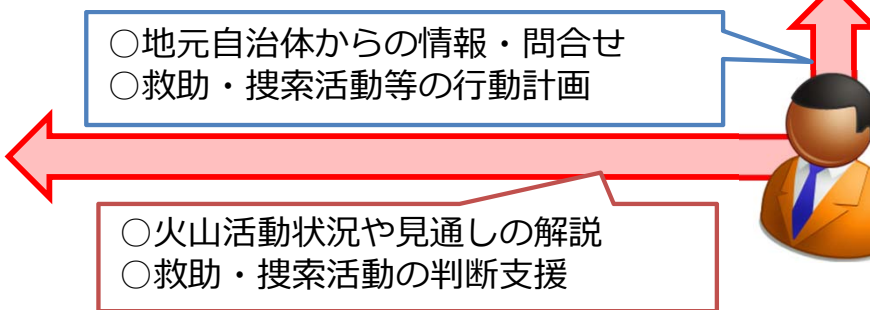 ○地元自治体からの情報・問合せ
○救助・捜索活動等の行動計画
○火山活動状況や見通しの解説
○救助・捜索活動の判断支援